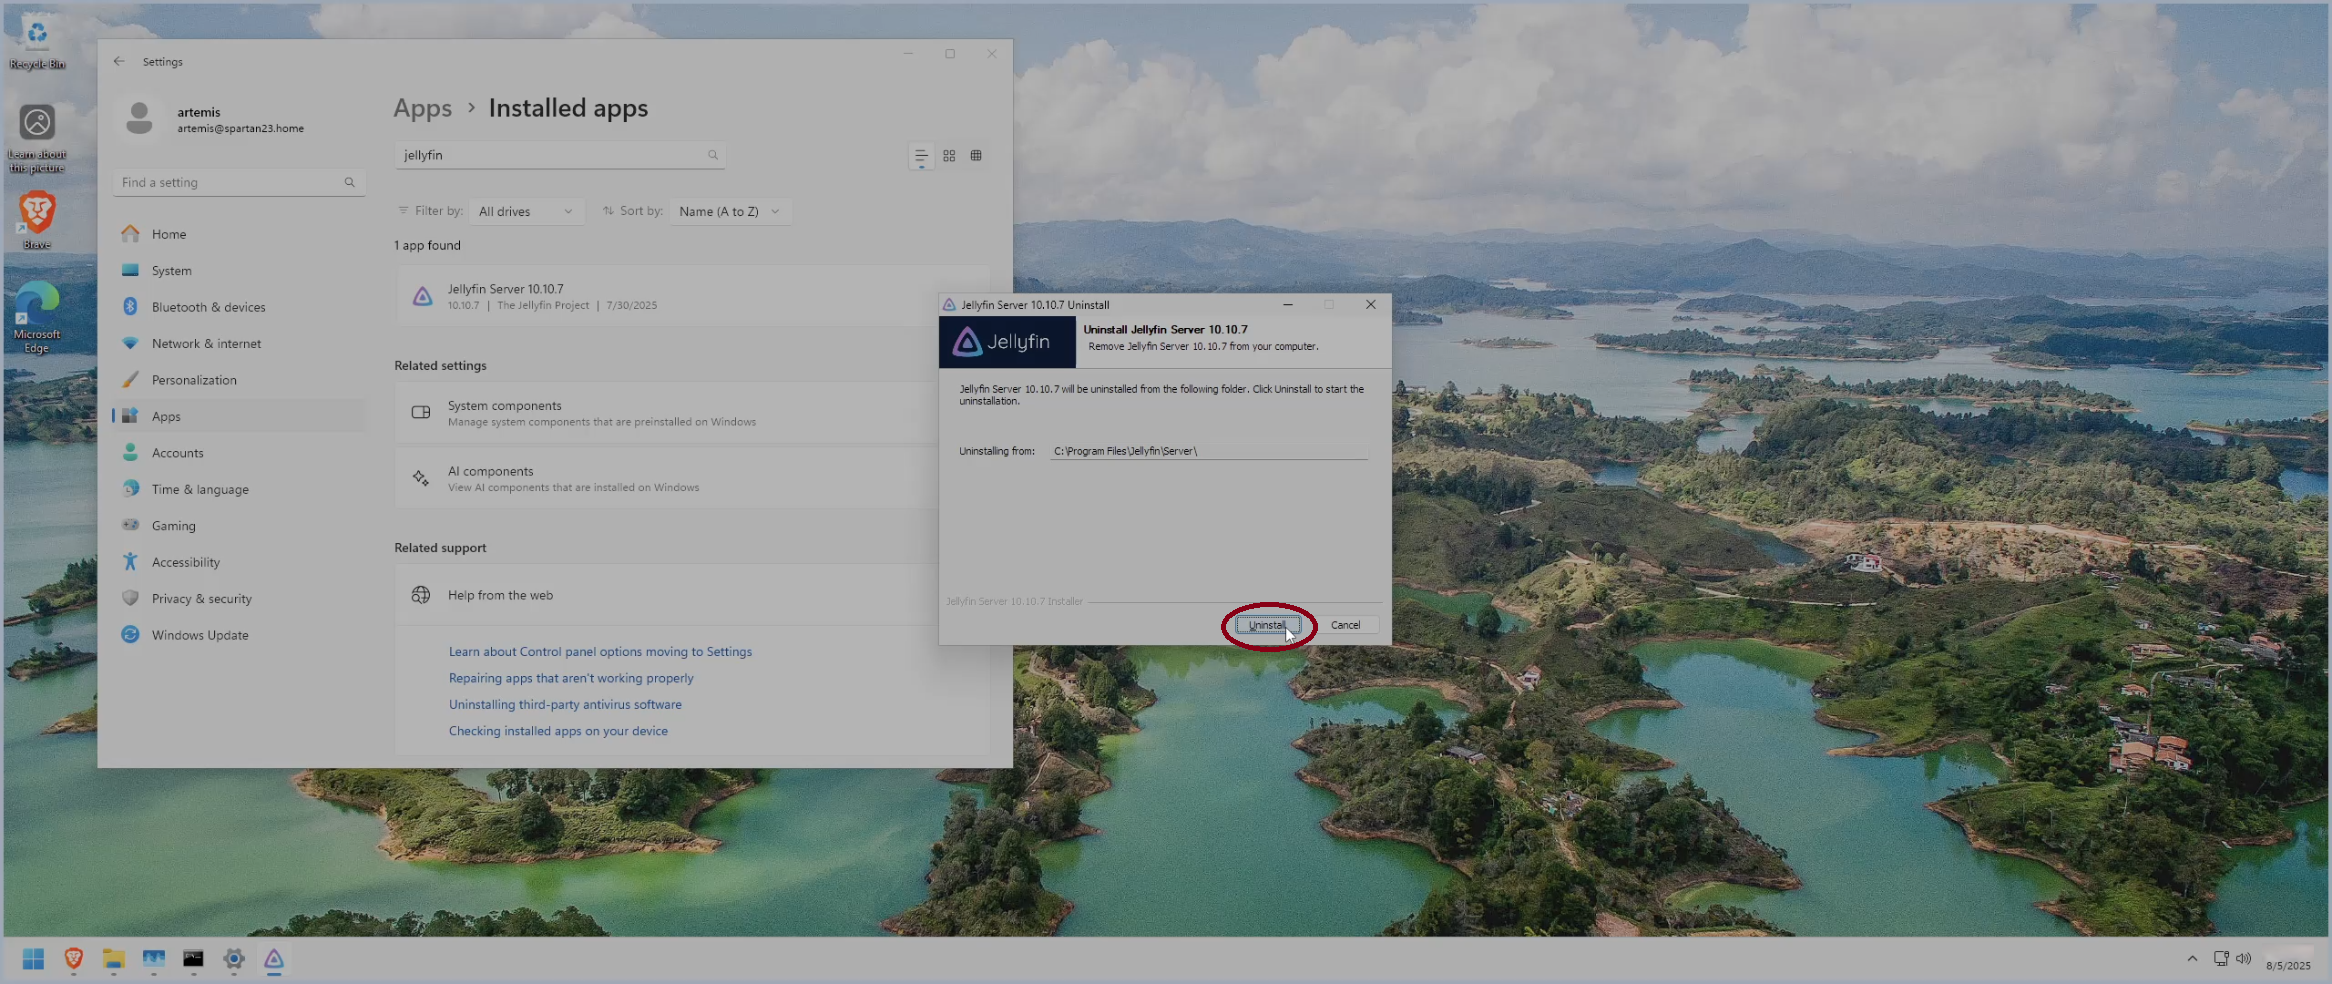 Recycle Bin
Learn about
this picture
Brave
Microsoft
Edge
Settings
artemis
artemis@spartan23.home
Find a setting
Home
System
Bluetooth & devices
Network & internet
Personalization
Apps
Accounts
Time & language
Gaming
Accessibility
Privacy & security
Windows Update
Apps > Installed apps
jellyfin
Filter by: All drives Sort by: Name (A to Z)
1 app found
Jellyfin Server 10.10.7
10.10.7 | The Jellyfin Project | 7/30/2025
Related settings
System components
Manage system components that are preinstalled on Windows
AI components
View AI components that are installed on Windows
Related support
Help from the web
Learn about Control panel options moving to Settings
Repairing apps that aren't working properly
Uninstalling third-party antivirus software
Checking installed apps on your device
Jellyfin Server 10.10.7 Uninstall
Jellyfin
Uninstall Jellyfin Server 10.10.7
Remove Jellyfin Server 10.10.7 from your computer.
Jellyfin Server 10.10.7 will be uninstalled from the following folder. Click Uninstall to start the
uninstallation.
Uninstalling from: C:\Program Files\Jellyfin\Server\
Jellyfin Server 10.10.7 Installer
Uninstall Cancel
8/5/2025